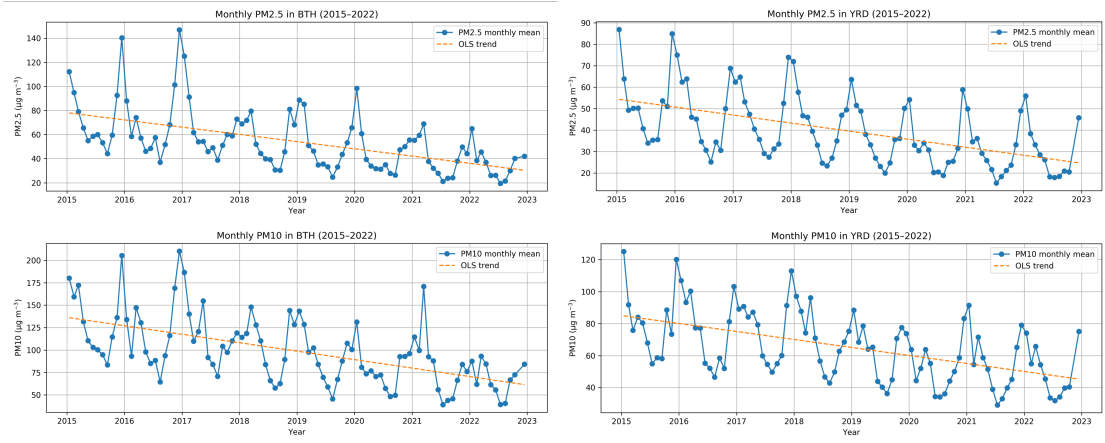 Monthly PM2.5 in BTH (2015–2022)
PM2.5 (µg m⁻³)
140
120
100
80
60
40
20
PM2.5 monthly mean
OLS trend
2015 2016 2017 2018 2019 2020 2021 2022 2023
Year
Monthly PM2.5 in YRD (2015–2022)
PM2.5 (µg m⁻³)
90
80
70
60
50
40
30
20
PM2.5 monthly mean
OLS trend
2015 2016 2017 2018 2019 2020 2021 2022 2023
Year
Monthly PM10 in BTH (2015–2022)
PM10 (µg m⁻³)
200
175
150
125
100
75
50
PM10 monthly mean
OLS trend
2015 2016 2017 2018 2019 2020 2021 2022 2023
Year
Monthly PM10 in YRD (2015–2022)
PM10 (µg m⁻³)
120
100
80
60
40
PM10 monthly mean
OLS trend
2015 2016 2017 2018 2019 2020 2021 2022 2023
Year